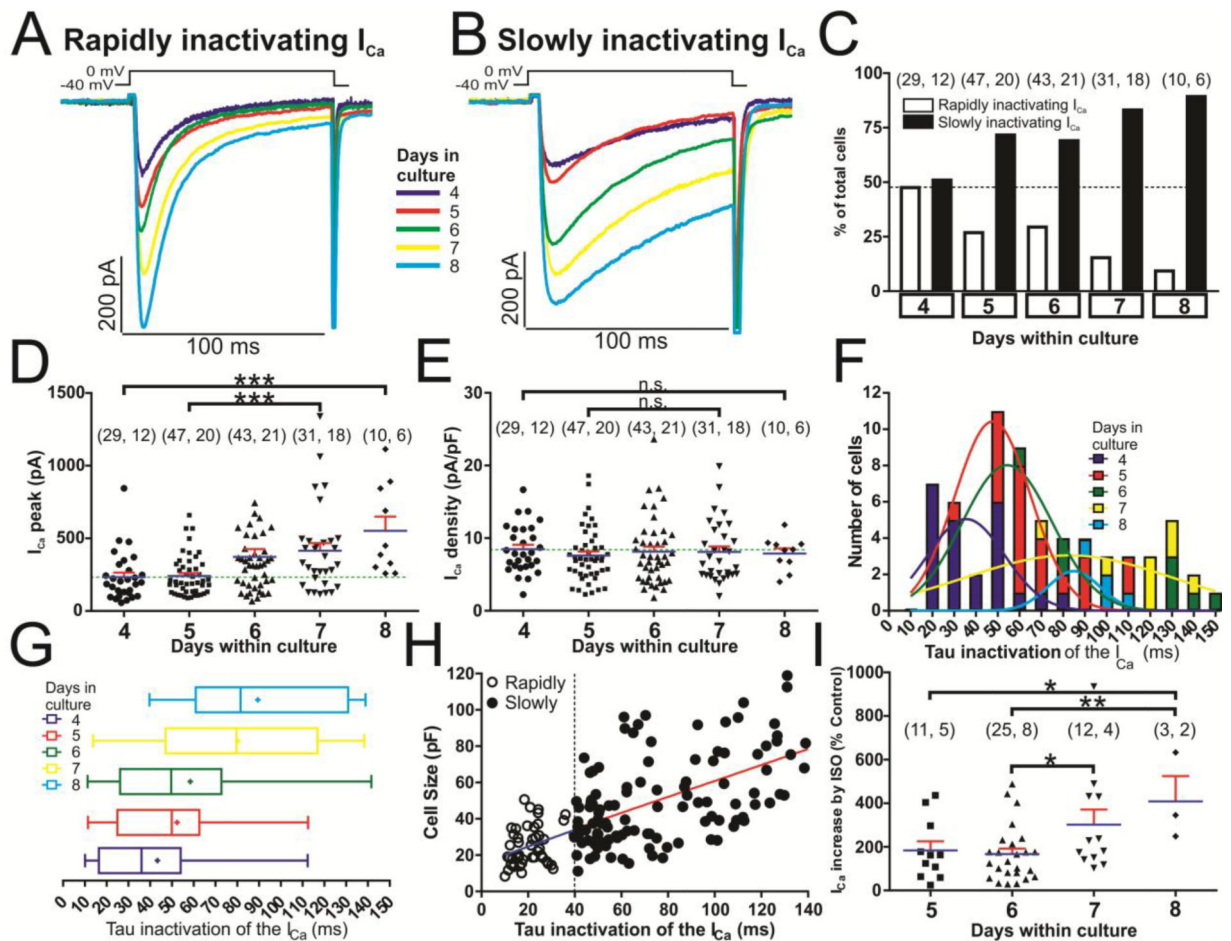 A Rapidly inactivating ICa
0 mV
-40 mV
Days in
culture
4
5
6
7
8
200 pA
100 ms
B Slowly inactivating ICa
0 mV
-40 mV
200 pA
100 ms
C
(29, 12) (47, 20) (43, 21) (31, 18) (10, 6)
Rapidly inactivating ICa
Slowly inactivating ICa
% of total cells
100
75
50
25
0
4 5 6 7 8
Days within culture
D
***
***
(29, 12) (47, 20) (43, 21) (31, 18) (10, 6)
ICa peak (pA)
1500
1000
500
0
4 5 6 7 8
Days within culture
E
n.s.
n.s.
(29, 12) (47, 20) (43, 21) (31, 18) (10, 6)
ICa density (pA/pF)
30
20
10
0
4 5 6 7 8
Days within culture
F
Number of cells
12
10
8
6
4
2
0
Days in
culture
4
5
6
7
8
10 20 30 40 50 60 70 80 90 100 110 120 130 140 150
Tau inactivation of the ICa (ms)
G
Days in
culture
4
5
6
7
8
0 10 20 30 40 50 60 70 80 90 100 110 120 130 140 150
Tau inactivation of the ICa (ms)
H
Rapidly
Slowly
Cell Size (pF)
120
100
80
60
40
20
0
0 20 40 60 80 100 120 140
Tau inactivation of the ICa (ms)
I
*
**
(11, 5) (25, 8) (12, 4) (3, 2)
*
ICa increase by ISO (% Control)
1000
800
600
400
200
0
5 6 7 8
Days within culture